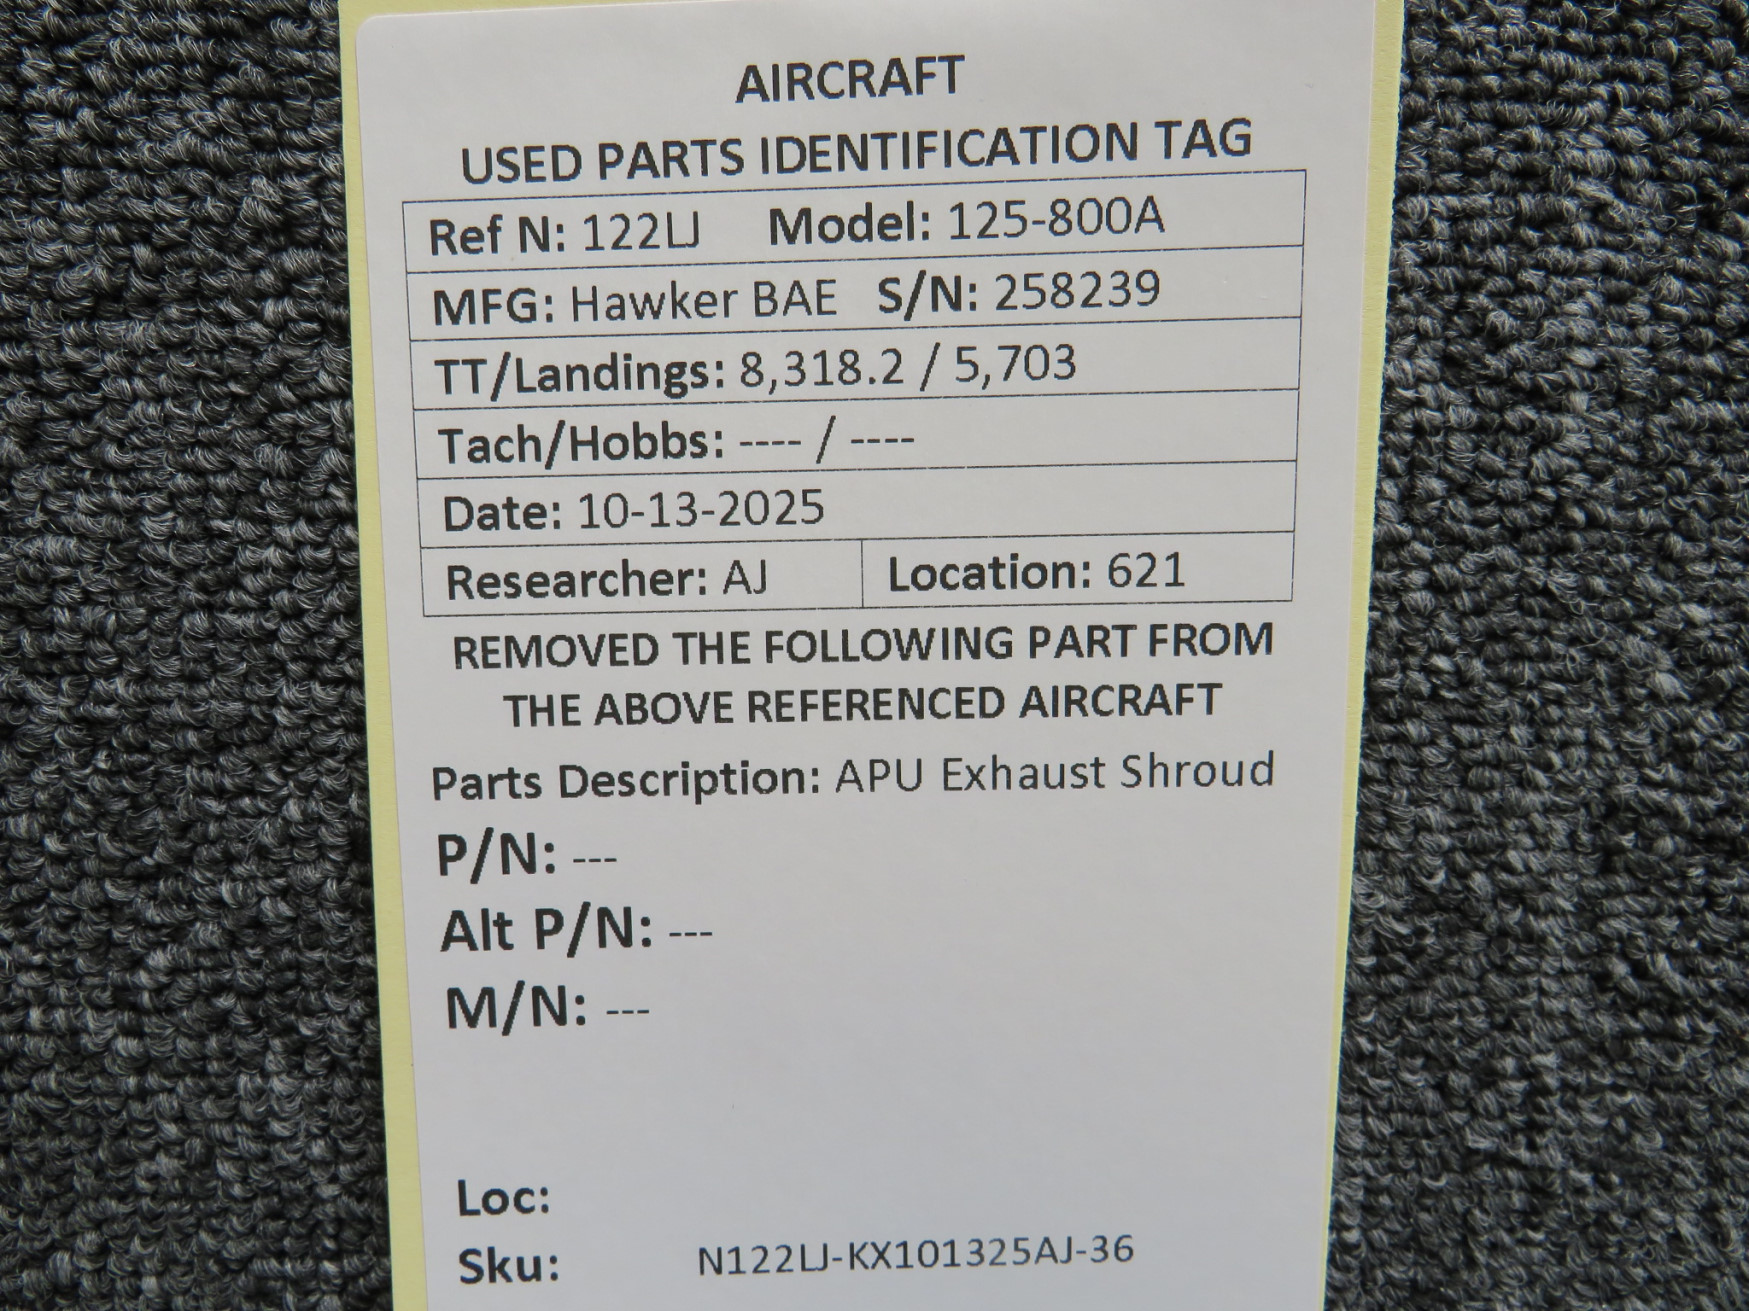 AIRCRAFT
USED PARTS IDENTIFICATION TAG
Ref N: 122LJ Model: 125-800A
MFG: Hawker BAE S/N: 258239
TT/Landings: 8,318.2 / 5,703
Tach/Hobbs: ---- / ----
Date: 10-13-2025
Researcher: AJ Location: 621
REMOVED THE FOLLOWING PART FROM
THE ABOVE REFERENCED AIRCRAFT
Parts Description: APU Exhaust Shroud
P/N: ---
Alt P/N: ---
M/N: ---
Loc:
Sku: N122LJ-KX101325AJ-36